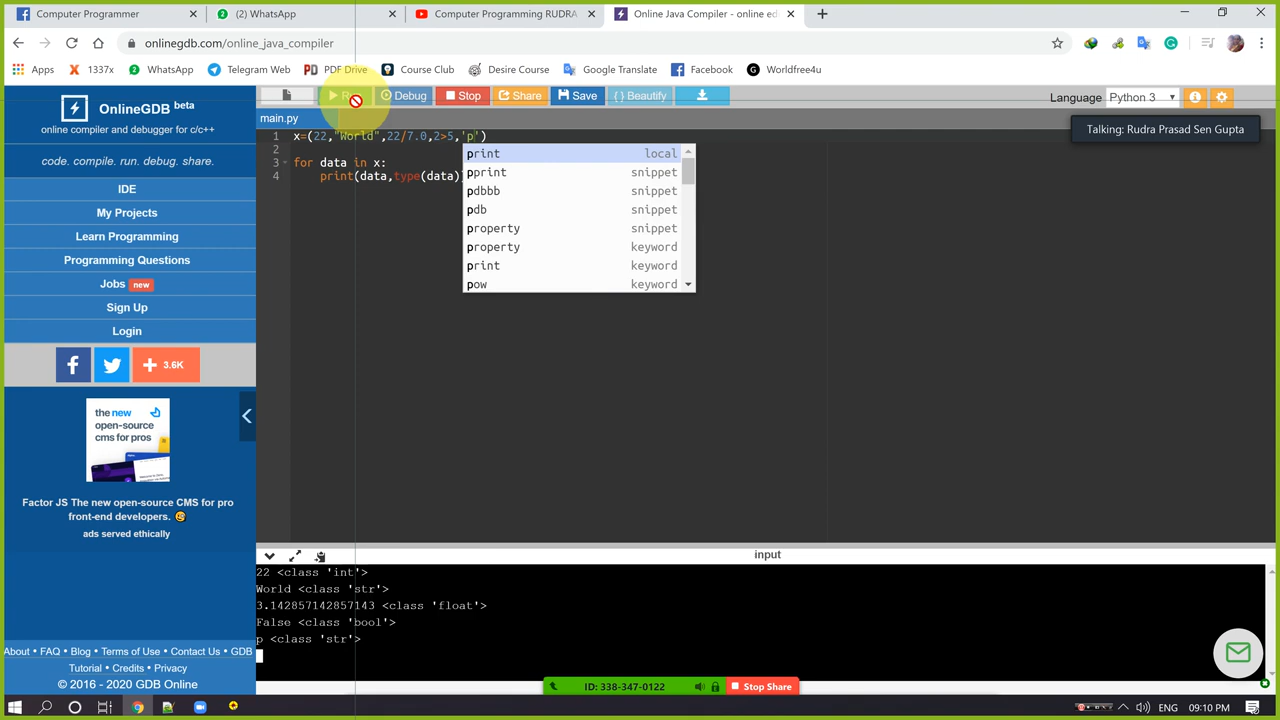 Computer Programmer
(2) WhatsApp
Computer Programming RUDRA
Online Java Compiler - online ed
onlinegdb.com/online_java_compiler
Apps
1337x
WhatsApp
Telegram Web
PDF Drive
Course Club
Desire Course
Google Translate
Facebook
Worldfree4u
OnlineGDB beta
online compiler and debugger for c/c++
code. compile. run. debug. share.
IDE
My Projects
Learn Programming
Programming Questions
Jobs new
Sign Up
Login
3.6K
the new
open-source
cms for pros
Factor JS The new open-source CMS for pro
front-end developers.
ads served ethically
About • FAQ • Blog • Terms of Use • Contact Us • GDB
Tutorial • Credits • Privacy
© 2016 - 2020 GDB Online
Debug
Stop
Share
Save
{ } Beautify
Language Python 3
Talking: Rudra Prasad Sen Gupta
main.py
1 x=(22,"World",22/7.0,2>5,'p')
2
3 for data in x:
4 print(data,type(data)
print local
pprint snippet
pdbbb snippet
pdb snippet
property snippet
property keyword
print keyword
pow keyword
input
22 <class 'int'>
World <class 'str'>
3.142857142857143 <class 'float'>
False <class 'bool'>
p <class 'str'>
ID: 338-347-0122
Stop Share
ENG
09:10 PM